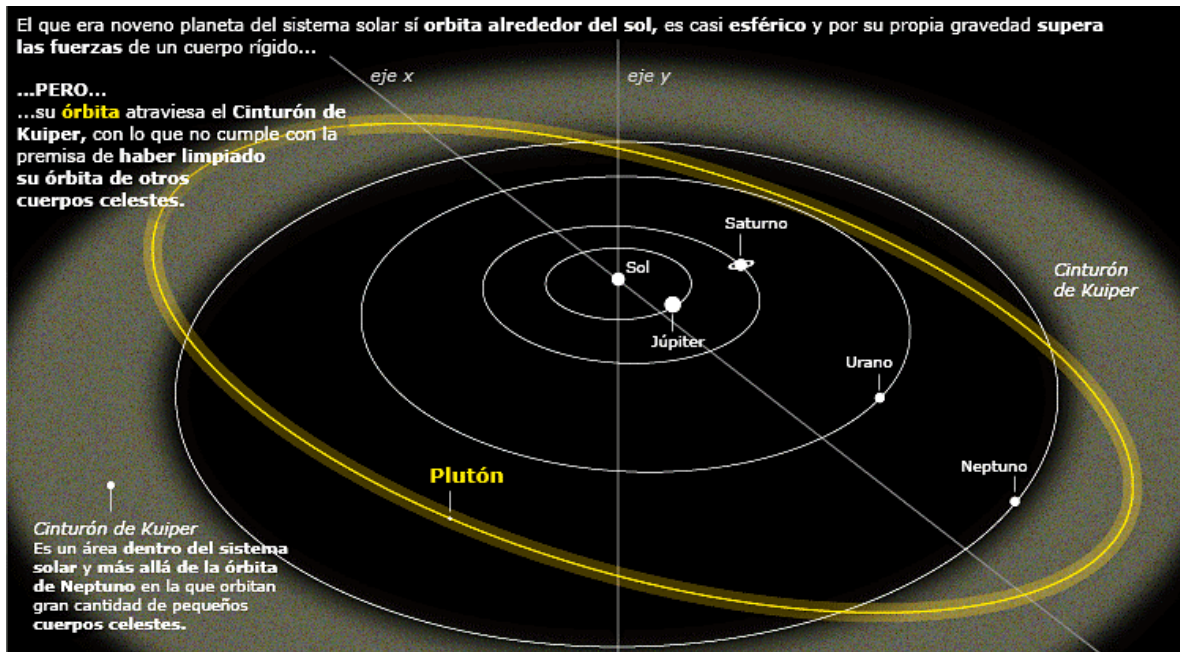 El que era noveno planeta del sistema solar sí orbita alrededor del sol, es casi esférico y por su propia gravedad supera
las fuerzas de un cuerpo rígido...
...PERO...
...su órbita atraviesa el Cinturón de
Kuiper, con lo que no cumple con la
premisa de haber limpiado
su órbita de otros
cuerpos celestes.
eje x
eje y
Saturno
Sol
Cinturón
de Kuiper
Júpiter
Urano
Neptuno
Plutón
Cinturón de Kuiper
Es un área dentro del sistema
solar y más allá de la órbita
de Neptuno en la que orbitan
gran cantidad de pequeños
cuerpos celestes.